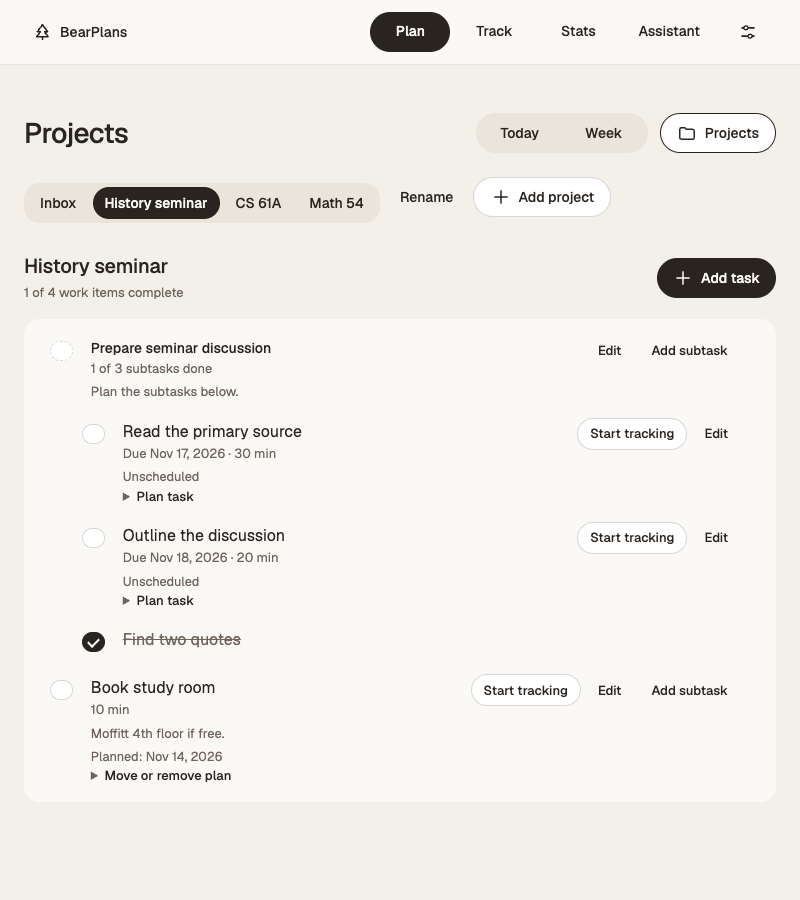 BearPlans
Plan
Track
Stats
Assistant
Projects
Today
Week
Projects
Inbox
History seminar
CS 61A
Math 54
Rename
Add project
History seminar
1 of 4 work items complete
Add task
Prepare seminar discussion
Edit
Add subtask
1 of 3 subtasks done
Plan the subtasks below.
Read the primary source
Start tracking
Edit
Due Nov 17, 2026 · 30 min
Unscheduled
Plan task
Outline the discussion
Start tracking
Edit
Due Nov 18, 2026 · 20 min
Unscheduled
Plan task
Find two quotes
Book study room
Start tracking
Edit
Add subtask
10 min
Moffitt 4th floor if free.
Planned: Nov 14, 2026
Move or remove plan